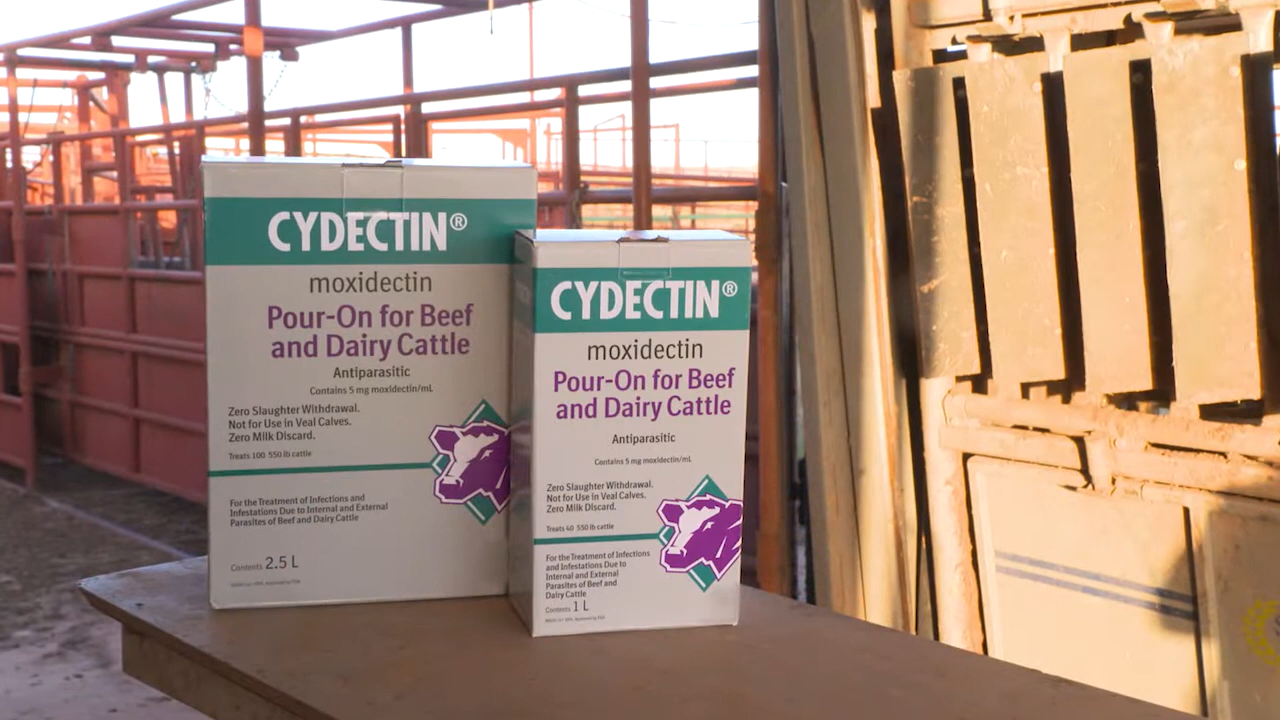 CYDECTIN®
moxidectin
Pour-On for Beef
and Dairy Cattle
Antiparasitic
Contains 5 mg moxidectin/mL
Zero Slaughter Withdrawal.
Not for Use in Veal Calves.
Zero Milk Discard.
Treats 100 550 lb cattle
For the Treatment of Infections and
Infestations Due to Internal and External
Parasites of Beef and Dairy Cattle
Contents 2.5 L
CYDECTIN®
moxidectin
Pour-On for Beef
and Dairy Cattle
Antiparasitic
Contains 5 mg moxidectin/mL
Zero Slaughter Withdrawal.
Not for Use in Veal Calves.
Zero Milk Discard.
Treats 40 550 lb cattle
For the Treatment of Infections
and Infestations Due to
Internal and External
Parasites of Beef and
Dairy Cattle
Contents 1 L